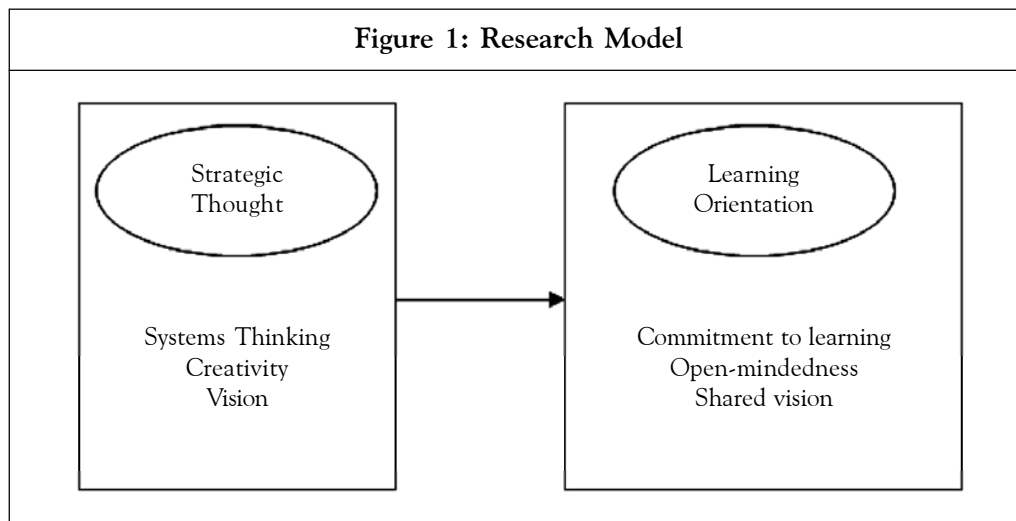 Figure 1: Research Model
Strategic
Thought
Systems Thinking
Creativity
Vision
Learning
Orientation
Commitment to learning
Open-mindedness
Shared vision